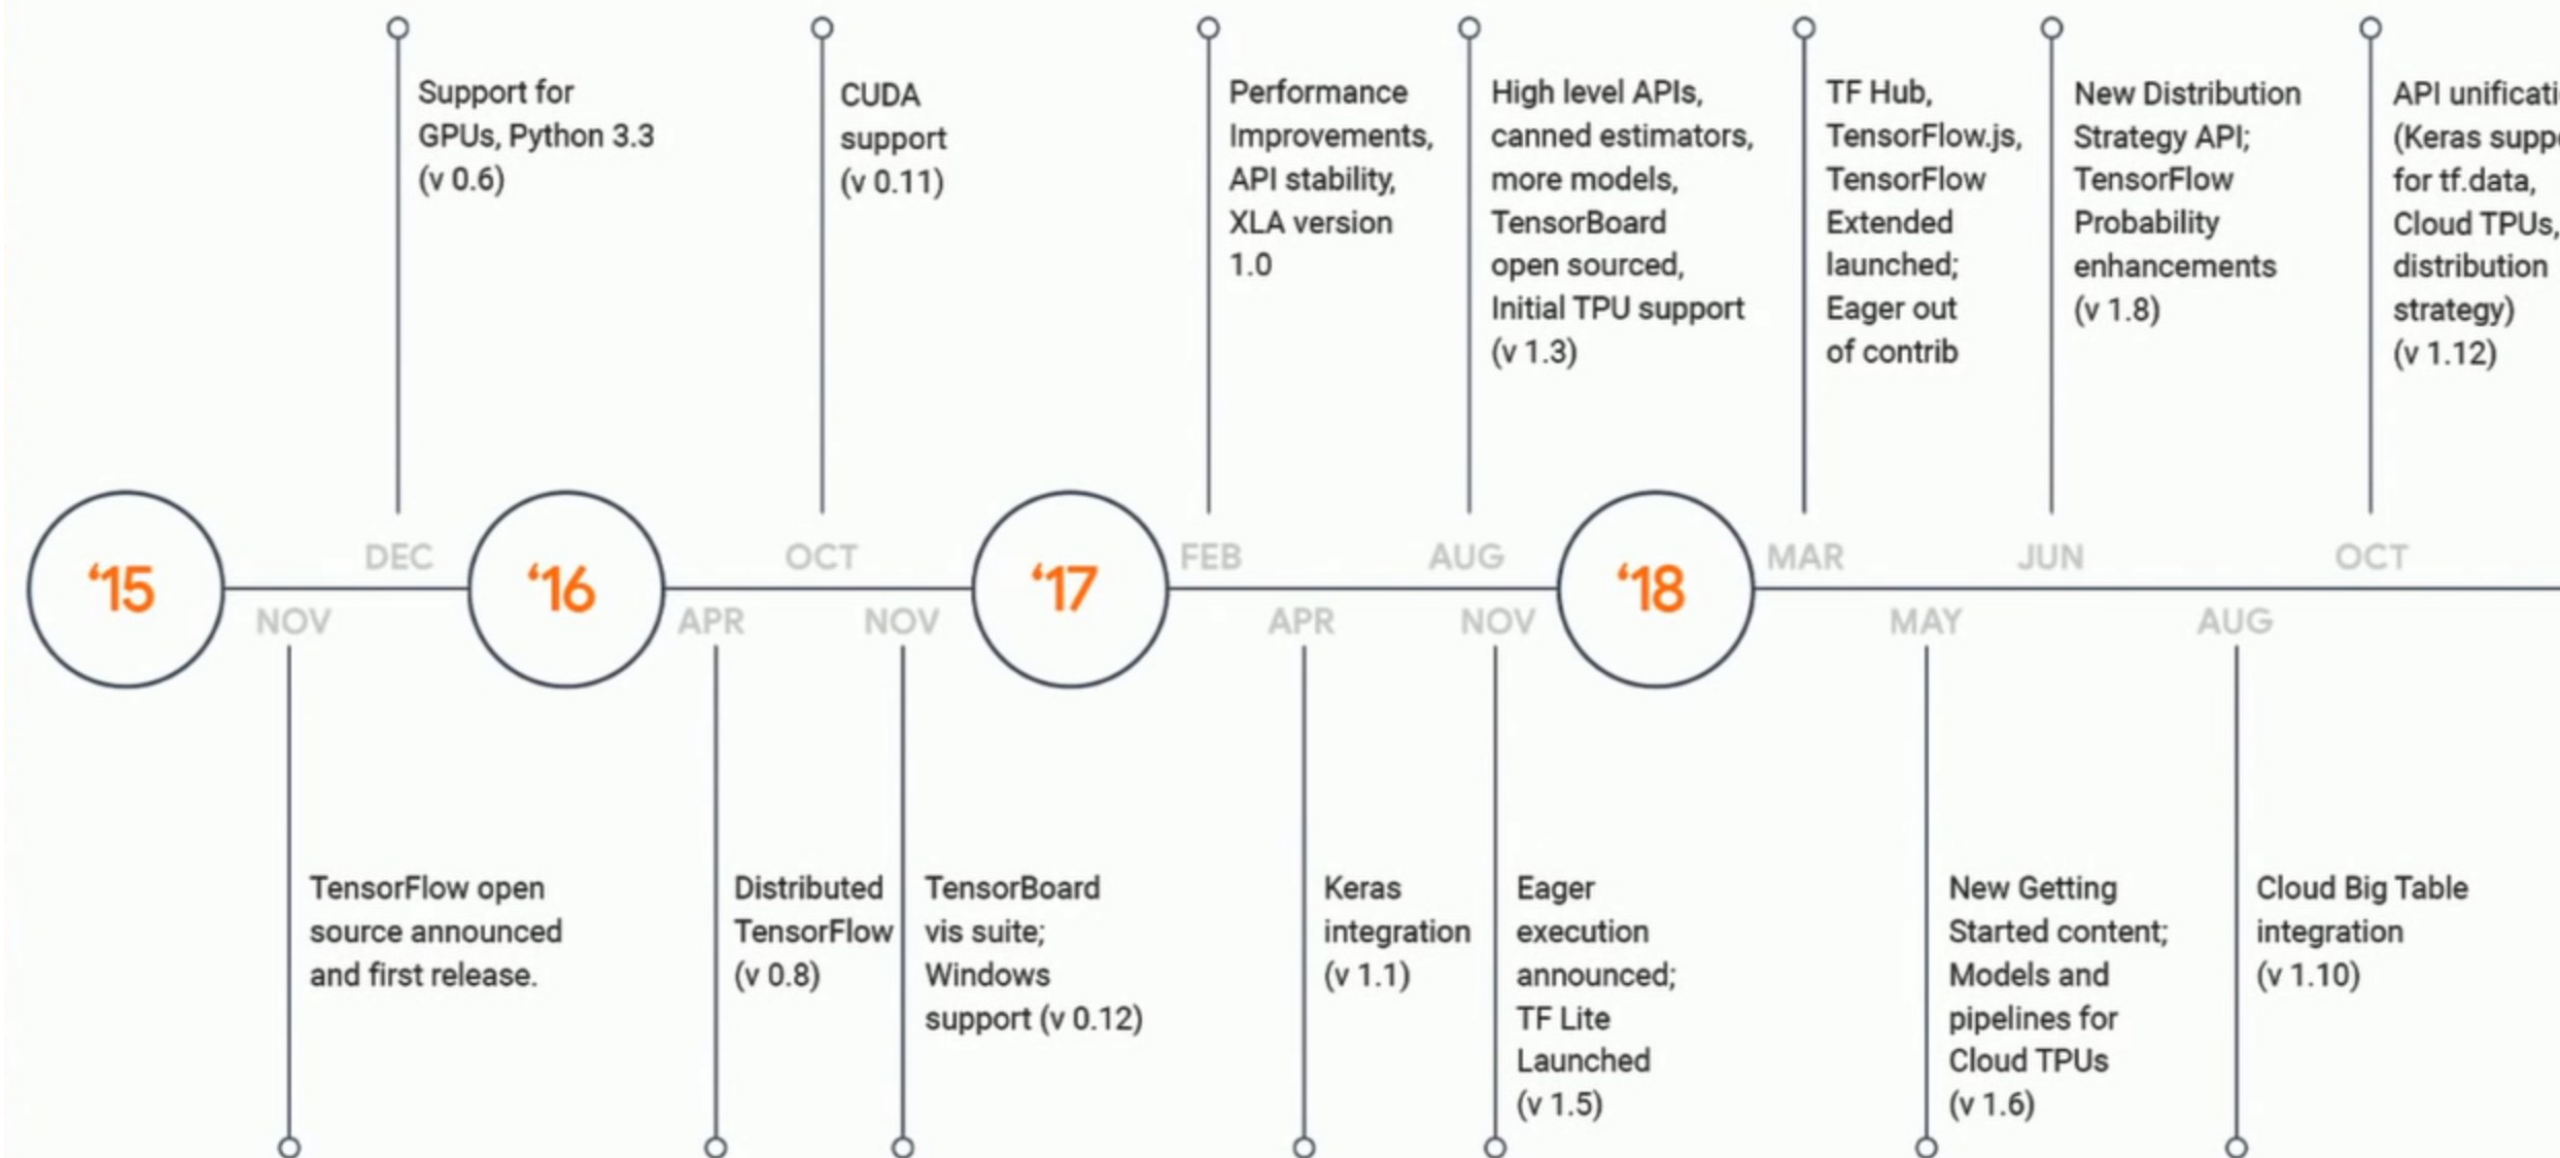 Support for
GPUs, Python 3.3
(v 0.6)
CUDA
support
(v 0.11)
Performance
Improvements,
API stability,
XLA version
1.0
High level APIs,
canned estimators,
more models,
TensorBoard
open sourced,
Initial TPU support
(v 1.3)
TF Hub,
TensorFlow.js,
TensorFlow
Extended
launched;
Eager out
of contrib
New Distribution
Strategy API;
TensorFlow
Probability
enhancements
(v 1.8)
API
(Keras
for tf.data,
Cloud TPUs,
distribution
strategy)
(v 1.12)
‘15
NOV
DEC
‘16
APR
OCT
NOV
‘17
FEB
APR
AUG
NOV
‘18
MAR
MAY
JUN
AUG
OCT
TensorFlow open
source announced
and first release.
Distributed
TensorFlow
(v 0.8)
TensorBoard
vis suite;
Windows
support (v 0.12)
Keras
integration
(v 1.1)
Eager
execution
announced;
TF Lite
Launched
(v 1.5)
New Getting
Started content;
Models and
pipelines for
Cloud TPUs
(v 1.6)
Cloud Big Table
integration
(v 1.10)